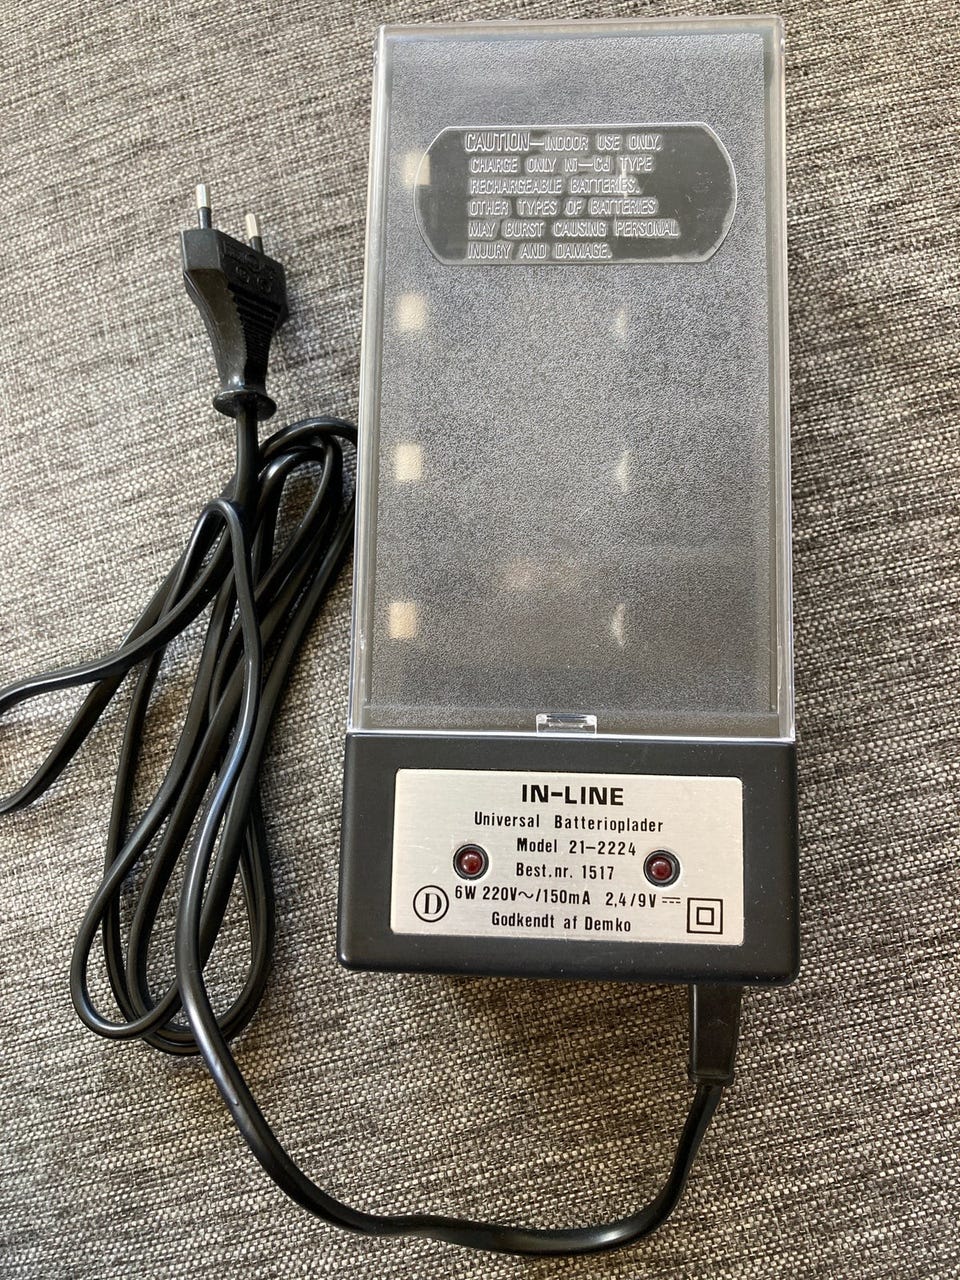 CAUTION—INDOOR USE ONLY.
CHARGE ONLY Ni—Cd TYPE
RECHARGEABLE BATTERIES.
OTHER TYPES OF BATTERIES
MAY BURST CAUSING PERSONAL
INJURY AND DAMAGE.
IN-LINE
Universal Batterioplader
Model 21-2224
Best.nr. 1517
D 6W 220V~/150mA 2,4/9V⎓
Godkendt af Demko